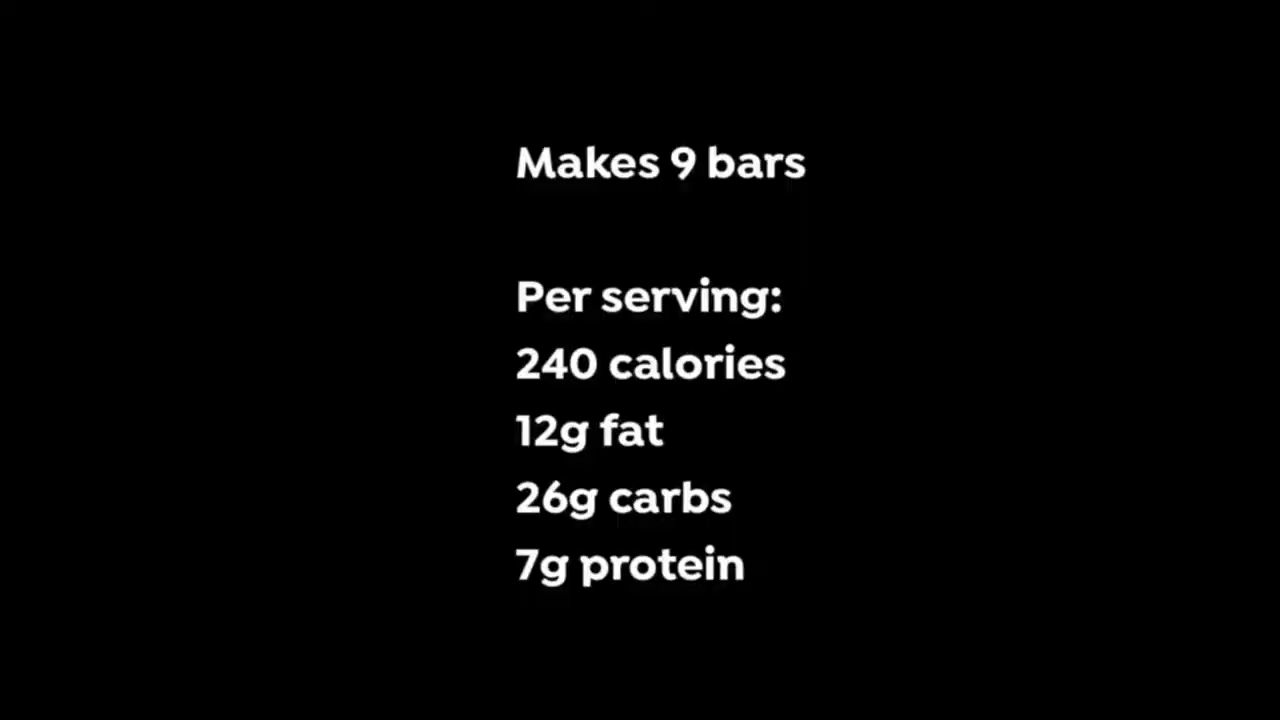 Makes 9 bars
Per serving:
240 calories
12g fat
26g carbs
7g protein